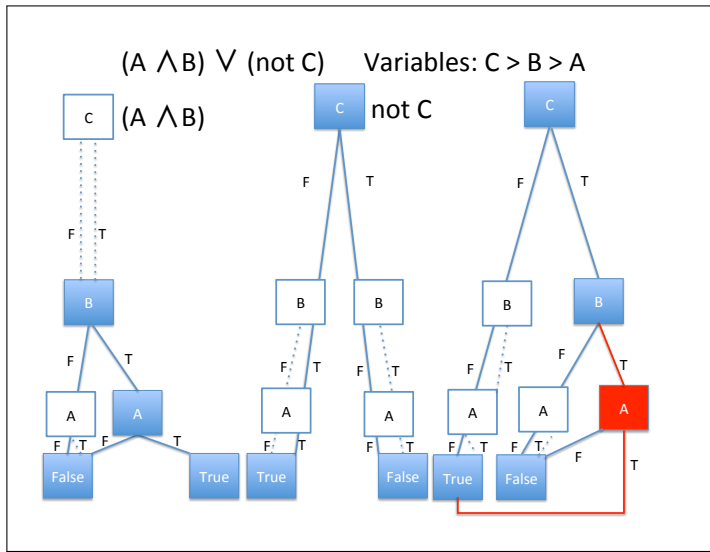 (A ∧B) ∨ (not C) Variables: C > B > A
C (A ∧B) C not C C
F T F T
F T
B B B B B
F T F T F T F T F T
A A A A A A A
F T F T F T F T F T F T F T
False True True False True False